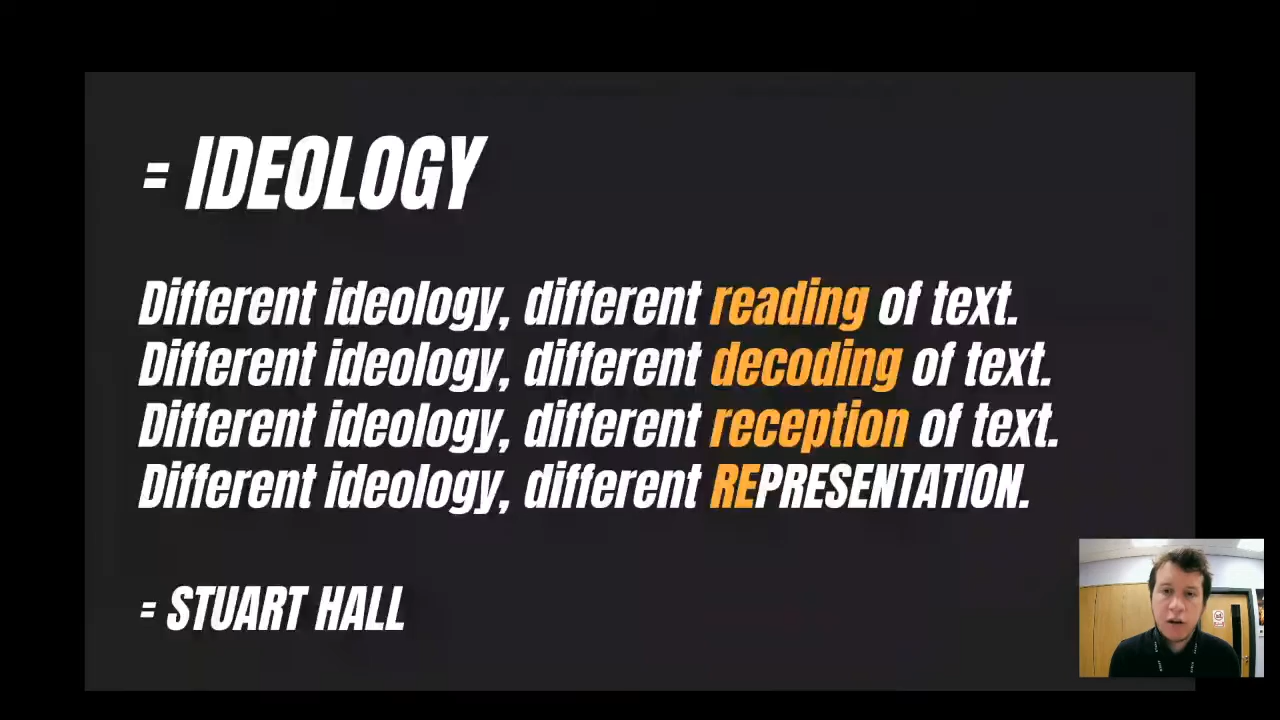 = IDEOLOGY
Different ideology, different reading of text.
Different ideology, different decoding of text.
Different ideology, different reception of text.
Different ideology, different REPRESENTATION.
= STUART HALL